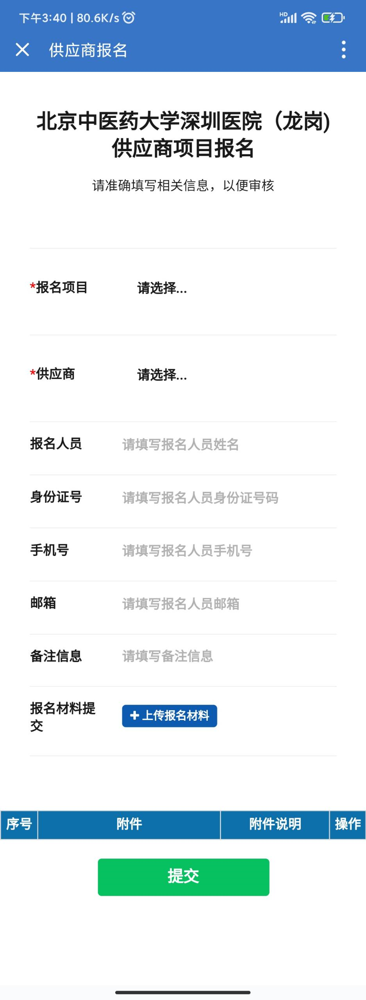 下午3:40 | 80.6K/s
HD
供应商报名
北京中医药大学深圳医院（龙岗)
供应商项目报名
请准确填写相关信息，以便审核
*报名项目 请选择...
*供应商 请选择...
报名人员 请填写报名人员姓名
身份证号 请填写报名人员身份证号码
手机号 请填写报名人员手机号
邮箱 请填写报名人员邮箱
备注信息 请填写备注信息
报名材料提
交
上传报名材料
序号 附件 附件说明 操作
提交